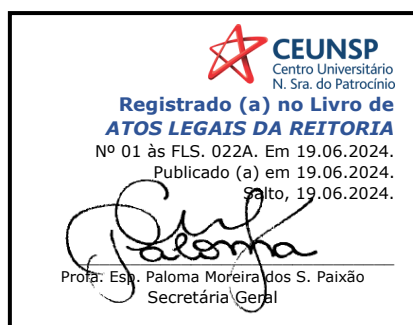 CEUNSP
Centro Universitário
N. Sra. do Patrocínio
Registrado (a) no Livro de
ATOS LEGAIS DA REITORIA
Nº 01 às FLS. 022A. Em 19.06.2024.
Publicado (a) em 19.06.2024.
Salto, 19.06.2024.
Paloma
Profa. Esp. Paloma Moreira dos S. Paixão
Secretária Geral